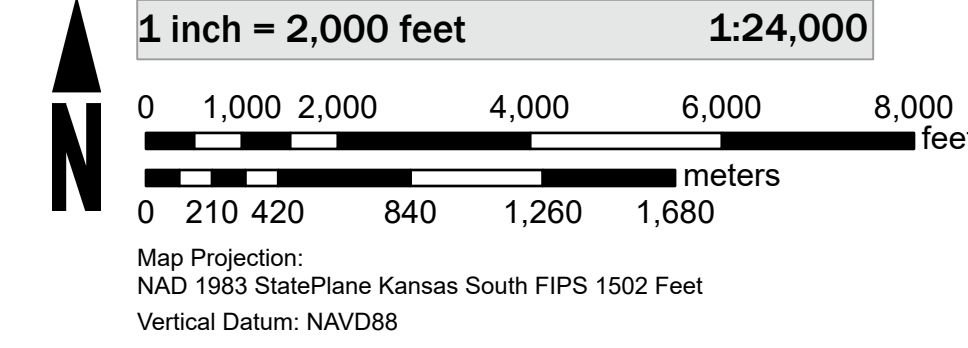 1 inch = 2,000 feet 1:24,000
0 1,000 2,000 4,000 6,000 8,000
feet
meters
0 210 420 840 1,260 1,680
N
Map Projection:
NAD 1983 StatePlane Kansas South FIPS 1502 Feet
Vertical Datum: NAVD88